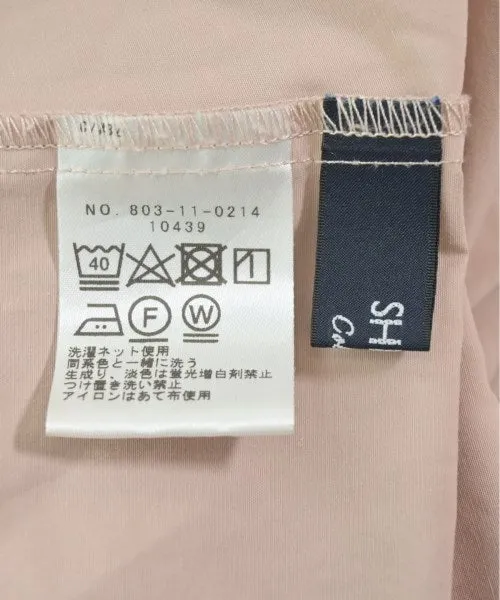 NO. 803-11-0214
10439
40
F
W
洗濯ネット使用
同系色と一緒に洗う
生成り、淡色は蛍光増白剤禁止
つけ置き洗い禁止
アイロンはあて布使用
SH
Co